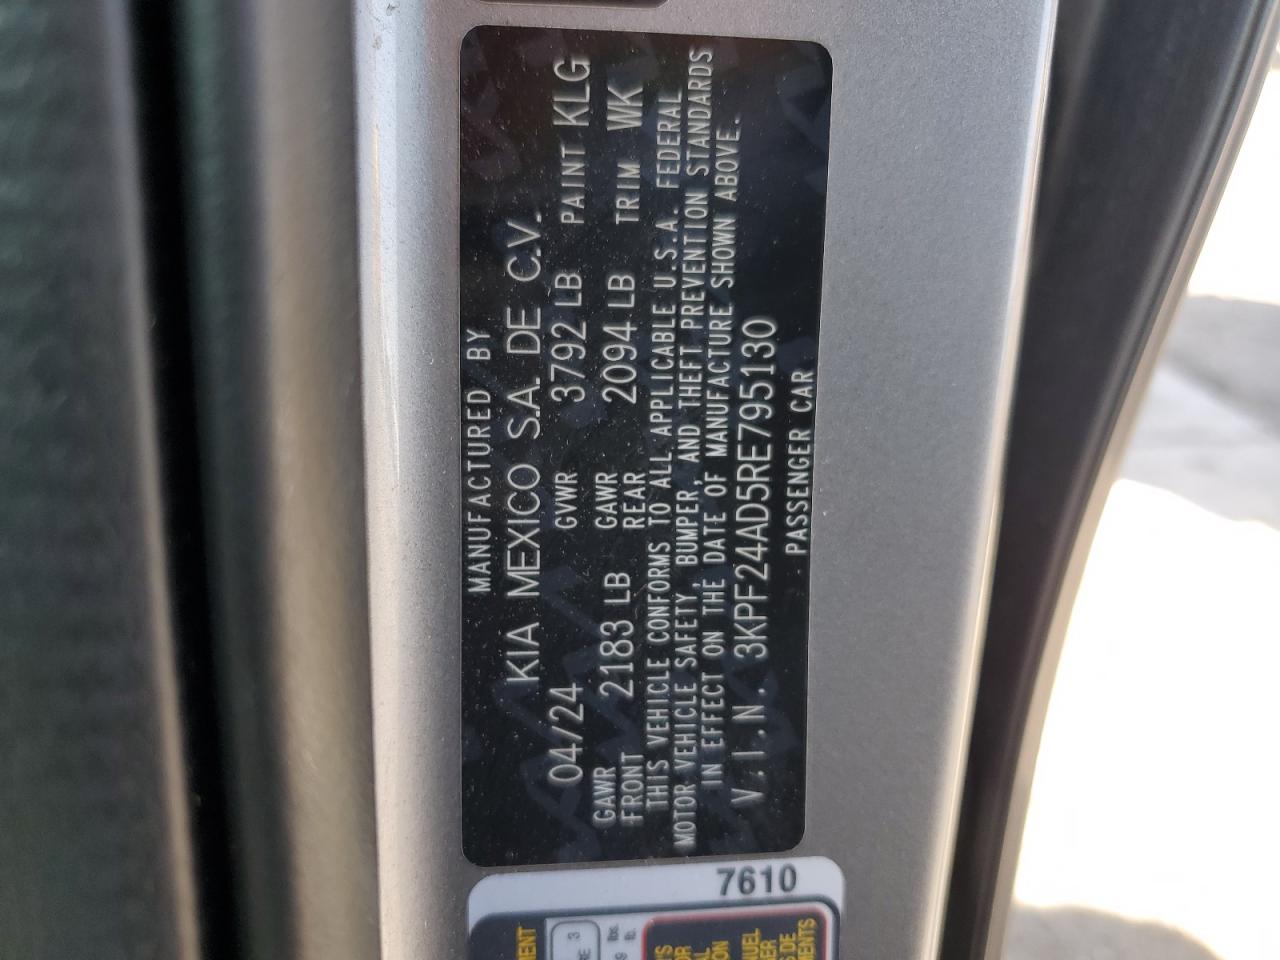 MANUFACTURED BY
KIA MEXICO S.A. DE C.V.
04/24 GVWR 3792 LB PAINT KLG
GAWR FRONT 2183 LB GAWR REAR 2094 LB TRIM WK
THIS VEHICLE CONFORMS TO ALL APPLICABLE U.S.A. FEDERAL
MOTOR VEHICLE SAFETY, BUMPER, AND THEFT PREVENTION STANDARDS
IN EFFECT ON THE DATE OF MANUFACTURE SHOWN ABOVE.
V.I.N. 3KPF24AD5RE795130
PASSENGER CAR
7610